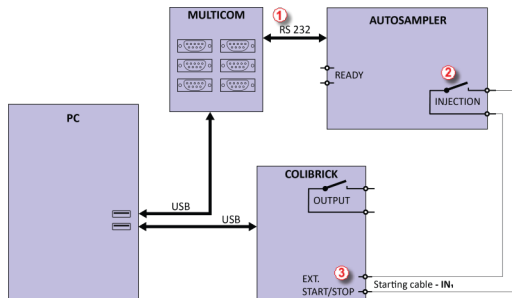 MULTICOM
1
RS 232
AUTOSAMPLER
READY
2
INJECTION
PC
USB
USB
COLIBRICK
OUTPUT
EXT.
3
START/STOP
Starting cable - IN₁